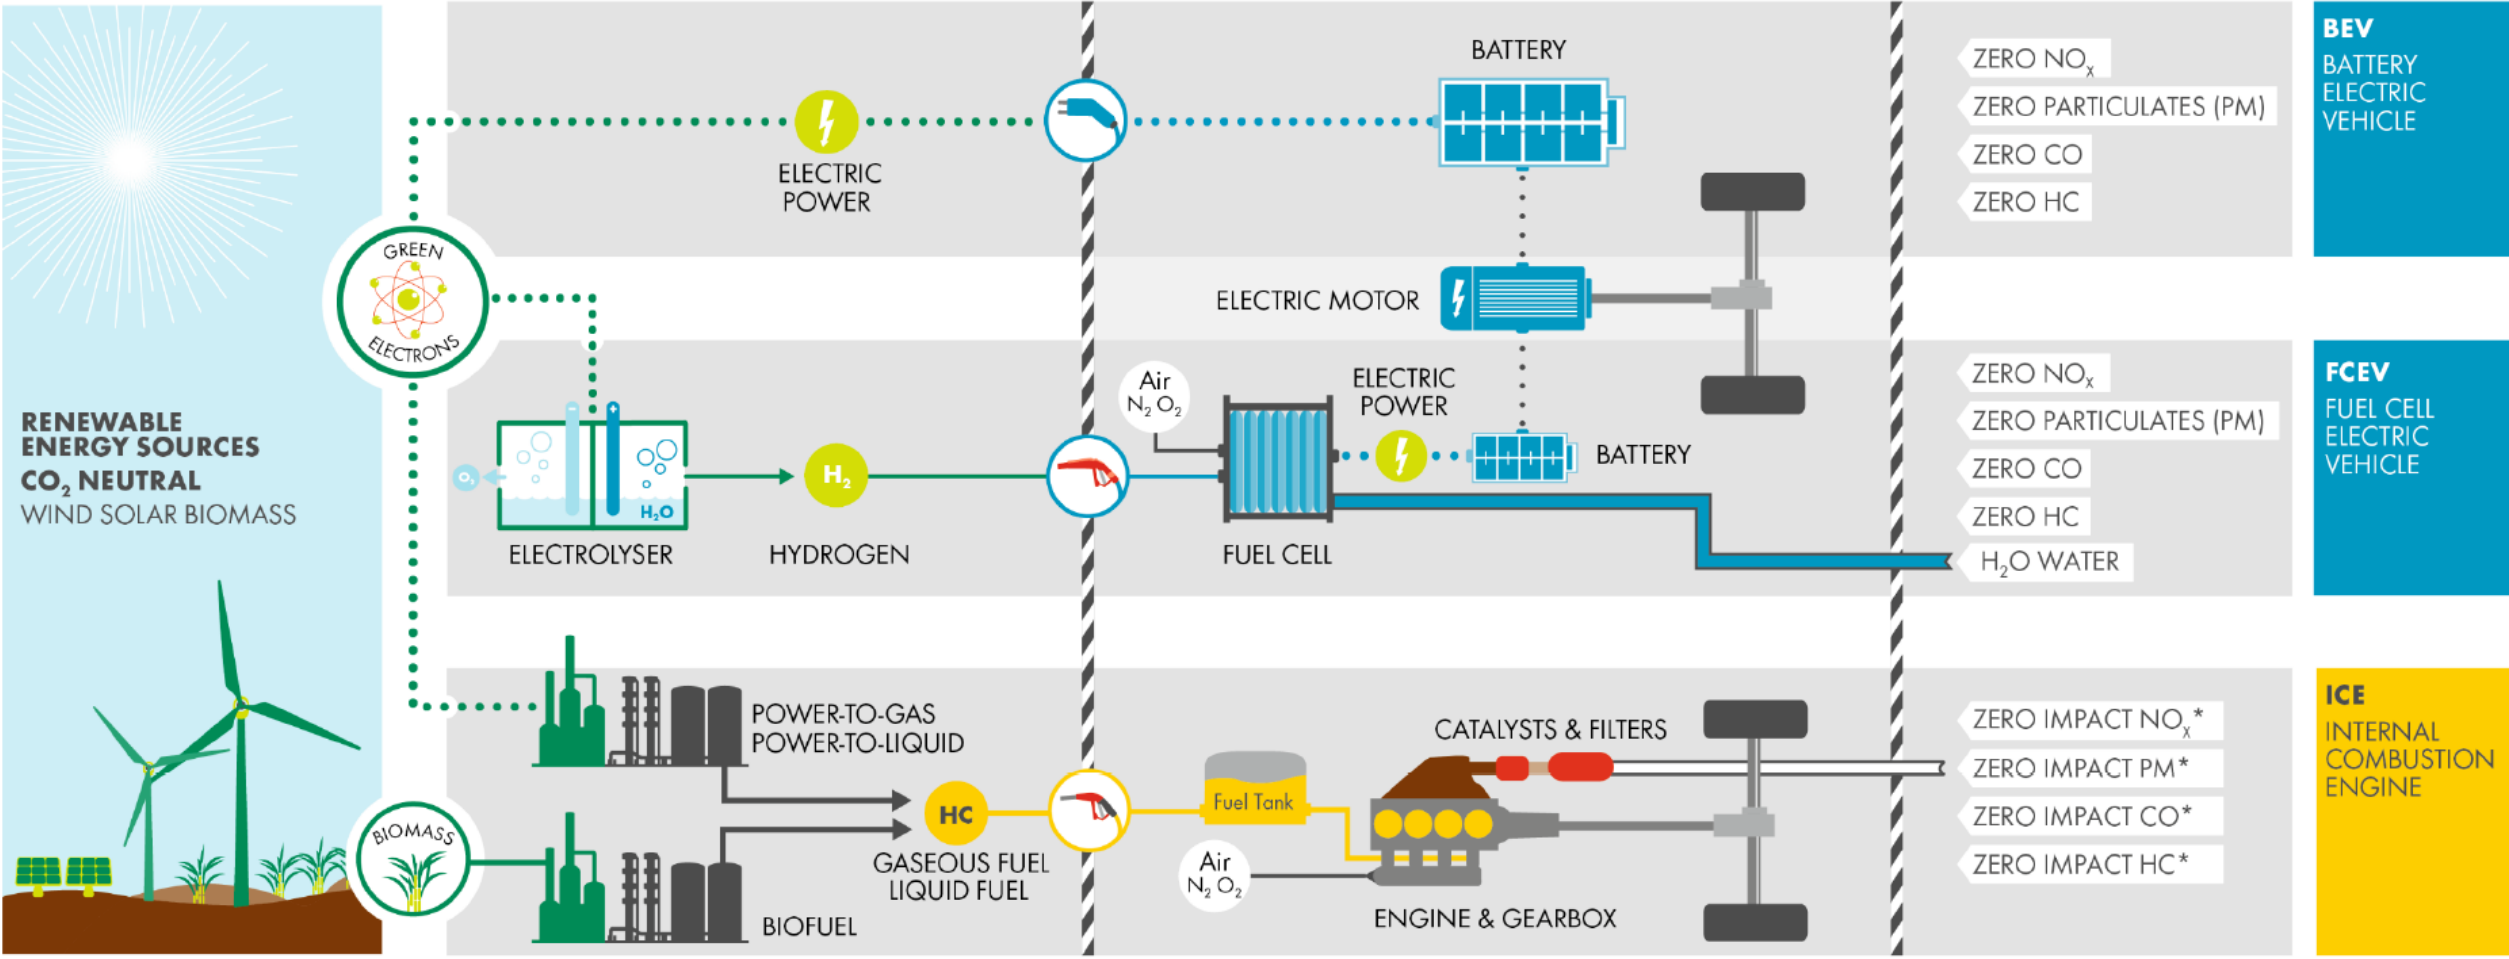 RENEWABLE
ENERGY SOURCES
CO₂ NEUTRAL
WIND SOLAR BIOMASS
GREEN
ELECTRONS
BIOMASS
ELECTRIC
POWER
BATTERY
ZERO NOₓ
ZERO PARTICULATES (PM)
ZERO CO
ZERO HC
BEV
BATTERY
ELECTRIC
VEHICLE
ELECTRIC MOTOR
O₂
H₂O
ELECTROLYSER
H₂
HYDROGEN
Air
N₂ O₂
FUEL CELL
ELECTRIC
POWER
BATTERY
ZERO NOₓ
ZERO PARTICULATES (PM)
ZERO CO
ZERO HC
H₂O WATER
FCEV
FUEL CELL
ELECTRIC
VEHICLE
POWER-TO-GAS
POWER-TO-LIQUID
BIOFUEL
HC
GASEOUS FUEL
LIQUID FUEL
Fuel Tank
Air
N₂ O₂
CATALYSTS & FILTERS
ENGINE & GEARBOX
ZERO IMPACT NOₓ*
ZERO IMPACT PM*
ZERO IMPACT CO*
ZERO IMPACT HC*
ICE
INTERNAL
COMBUSTION
ENGINE